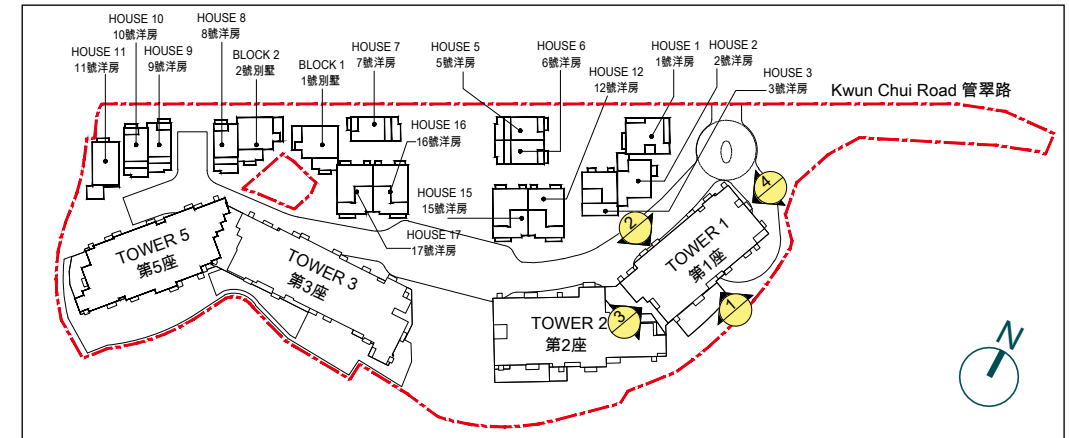 HOUSE 10
10號洋房
HOUSE 8
8號洋房
HOUSE 11
11號洋房
HOUSE 9
9號洋房
BLOCK 2
2號別墅
BLOCK 1
1號別墅
HOUSE 7
7號洋房
HOUSE 5
5號洋房
HOUSE 6
6號洋房
HOUSE 12
12號洋房
HOUSE 1
1號洋房
HOUSE 2
2號洋房
HOUSE 3
3號洋房
Kwun Chui Road 管翠路
HOUSE 16
16號洋房
HOUSE 15
15號洋房
HOUSE 17
17號洋房
4
2
TOWER 1
第1座
TOWER 5
第5座
TOWER 3
第3座
1
3
TOWER 2
第2座
N